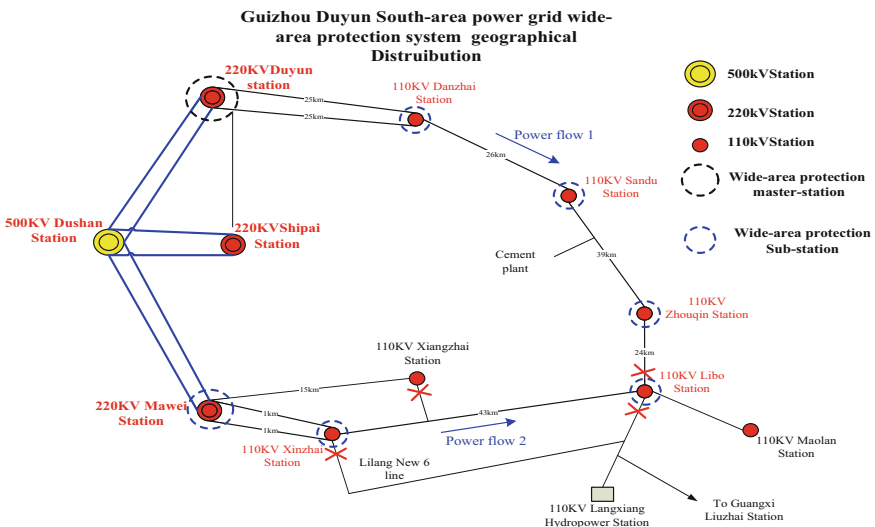 Guizhou Duyun South-area power grid wide-
area protection system geographical
Distruibution
220KVDuyun
station
110KV Danzhai
Station
25km
25km
Power flow 1
26km
110KV Sandu
Station
500KV Dushan
Station
220KVShipai
Station
Cement
plant
39km
110KV
Zhouqin Station
24km
110KV Xiangzhai
Station
110KV Libo
Station
15km
220KV Mawei
Station
1km
1km
43km
110KV Xinzhai
Station
Power flow 2
110KV Maolan
Station
Lilang New 6
line
110KV Langxiang
Hydropower Station
To Guangxi
Liuzhai Station
500kVStation
220kVStation
110kVStation
Wide-area protection
master-station
Wide-area protection
Sub-station